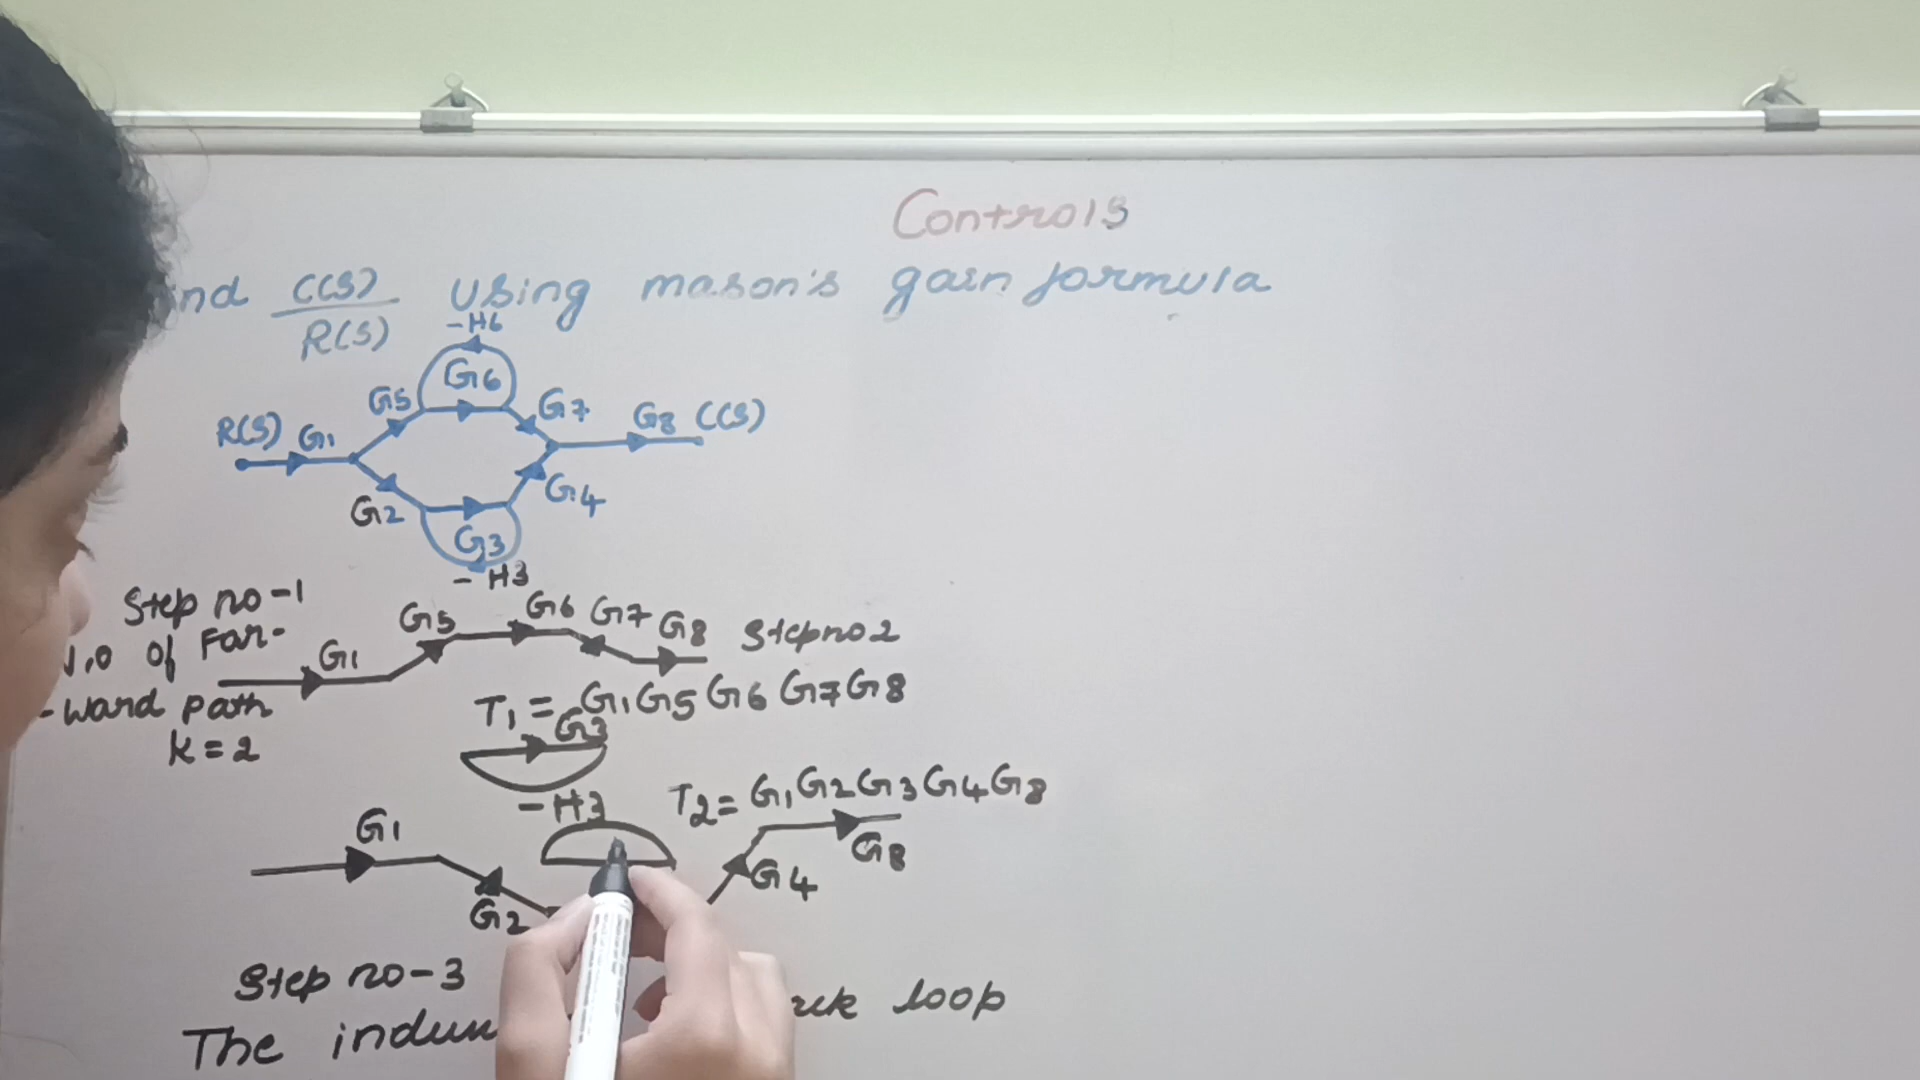 Controls
ind C(S)/R(S) using mason's gain formula
-H6
G5 G6 G7
R(S) G1 G8 C(S)
G2 G4
G3
-H3
Step no-1
G5 G6 G7 G8 Step no 2
of For-
G1
-ward path
T1 = G1 G5 G6 G7 G8
k=2
G3
-H3
T2 = G1 G2 G3 G4 G8
G1
G8
G4
G2
Step no-3
The loop